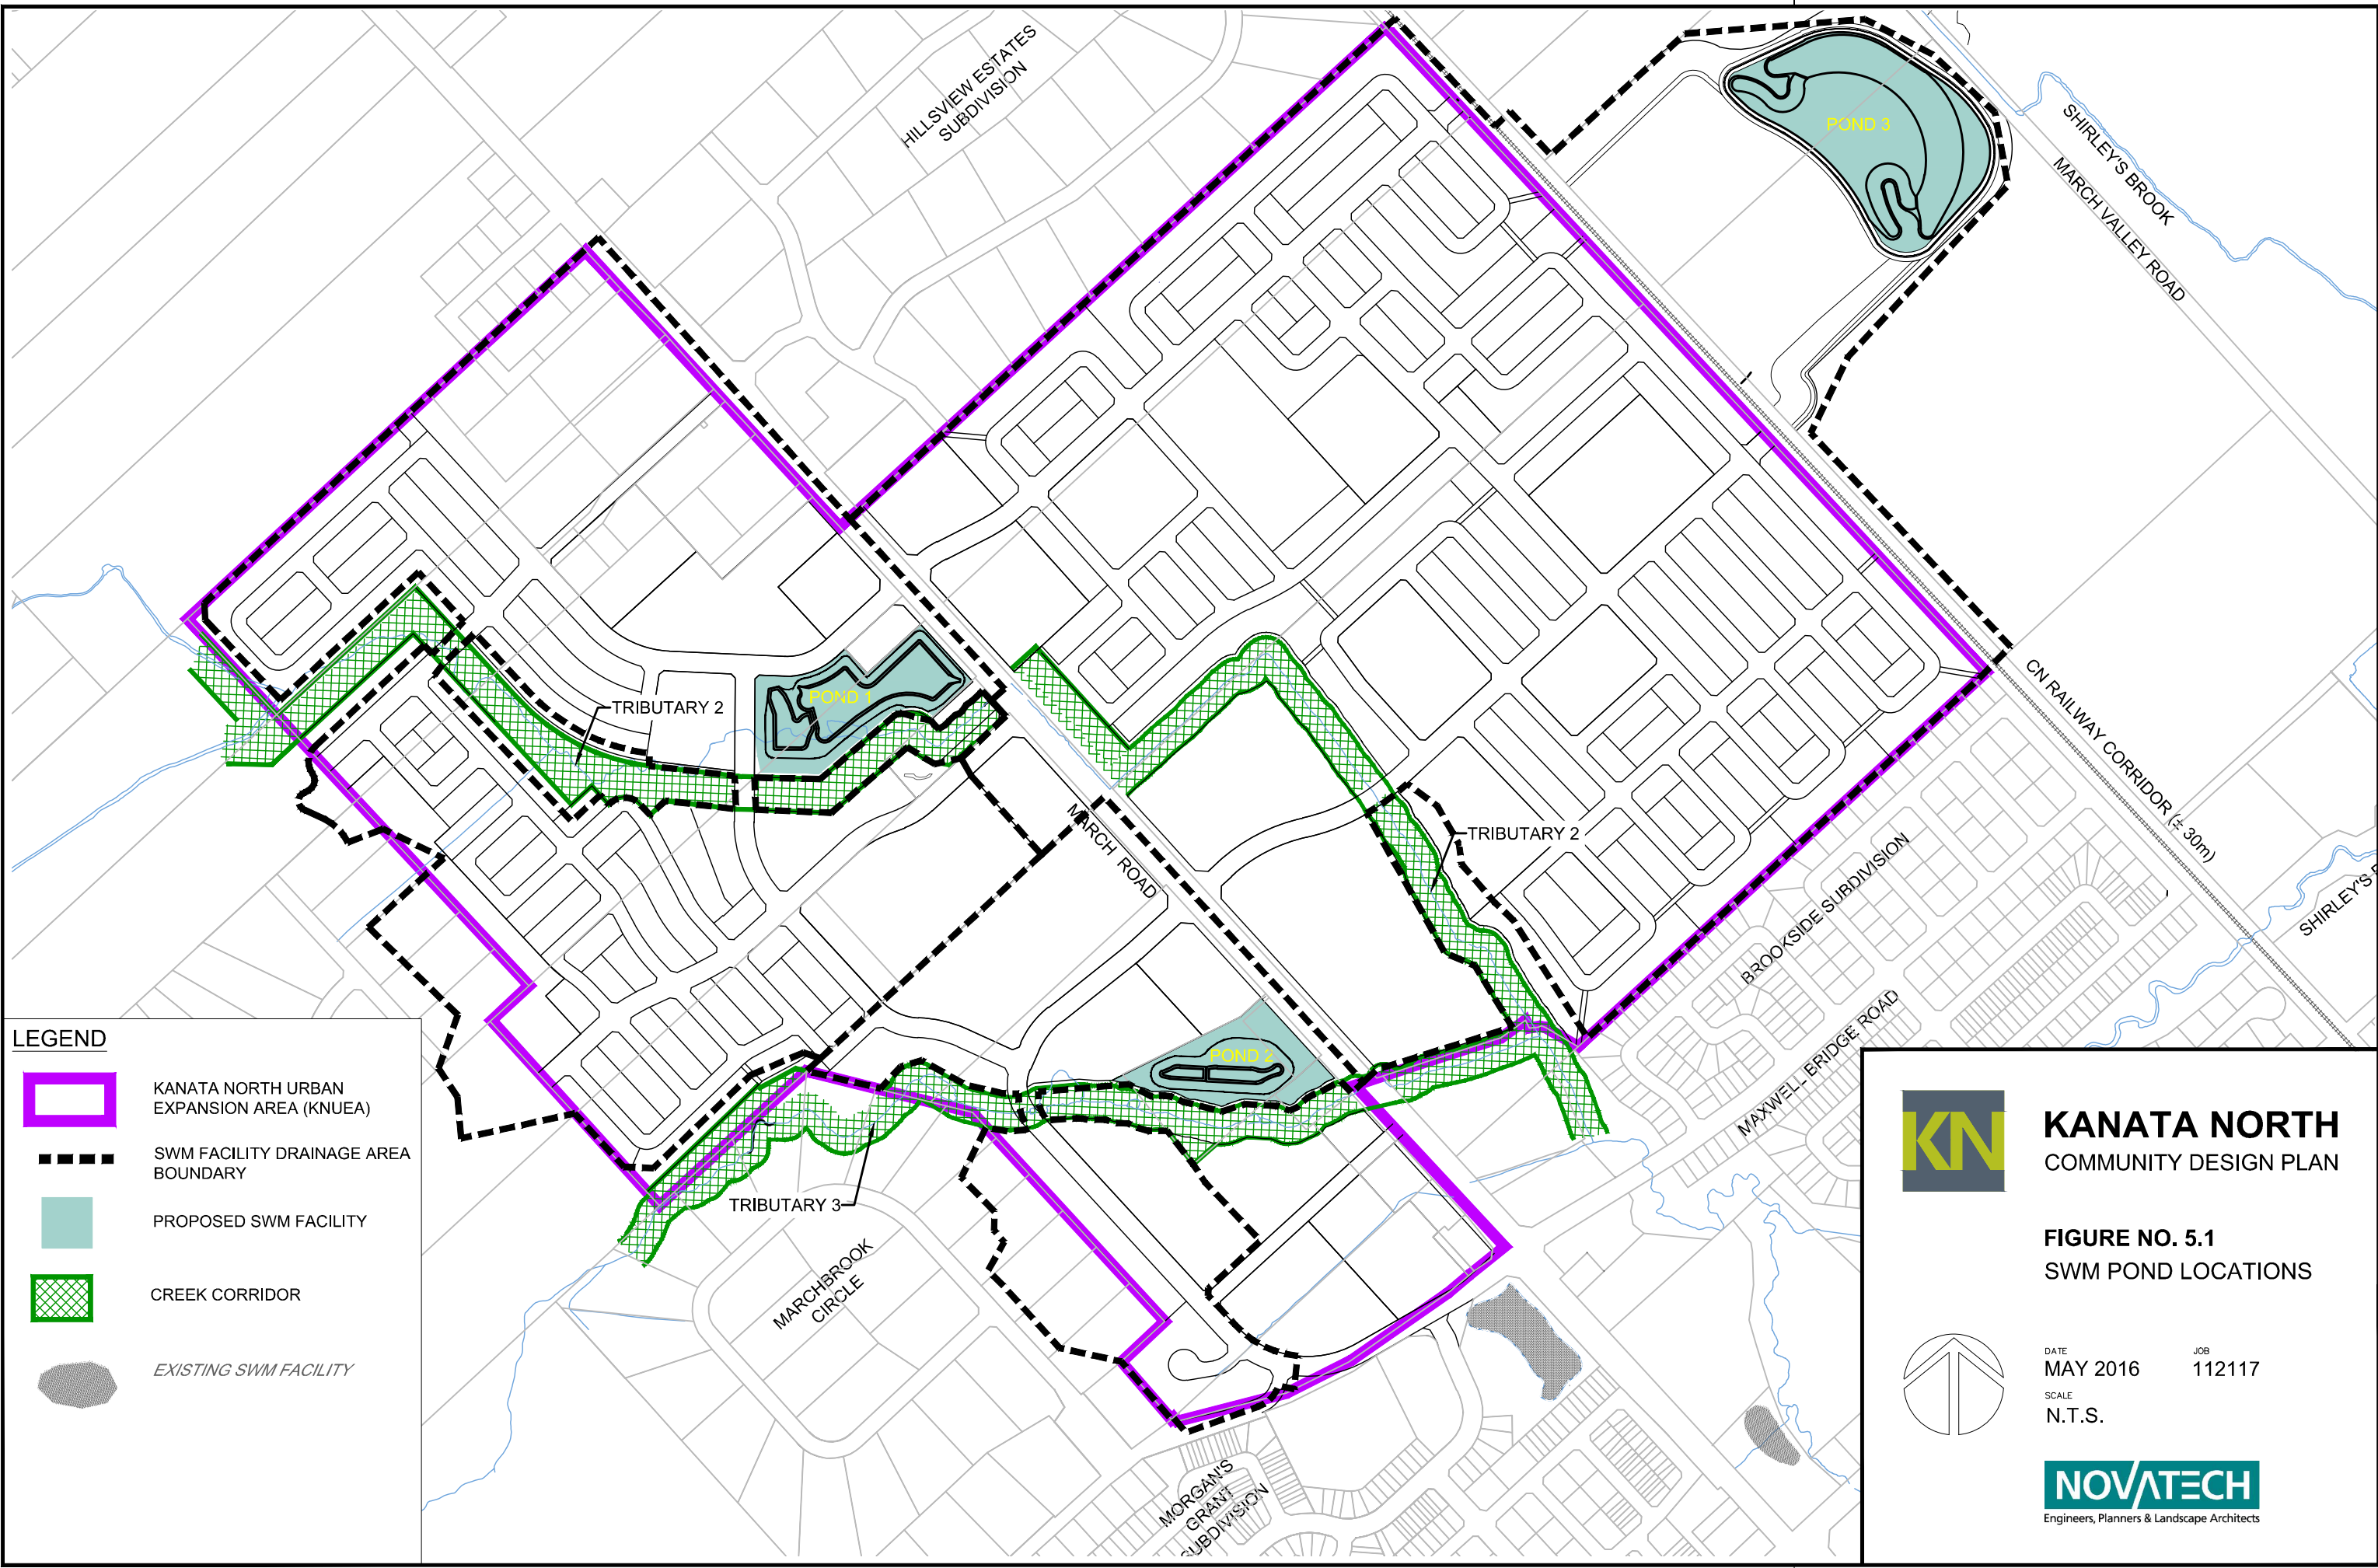 HILLSVIEW ESTATES
SUBDIVISION
POND 3
SHIRLEY'S BROOK
MARCH VALLEY ROAD
TRIBUTARY 2
POND 1
MARCH ROAD
TRIBUTARY 2
CN RAILWAY CORRIDOR (± 30m)
SHIRLEY'S
BROOKSIDE SUBDIVISION
MAXWELL BRIDGE ROAD
POND 2
TRIBUTARY 3
MARCHBROOK
CIRCLE
MORGAN'S
GRANT
SUBDIVISION
LEGEND
KANATA NORTH URBAN
EXPANSION AREA (KNUEA)
SWM FACILITY DRAINAGE AREA
BOUNDARY
PROPOSED SWM FACILITY
CREEK CORRIDOR
EXISTING SWM FACILITY
KN
KANATA NORTH
COMMUNITY DESIGN PLAN
FIGURE NO. 5.1
SWM POND LOCATIONS
DATE
MAY 2016
JOB
112117
SCALE
N.T.S.
NOVATECH
Engineers, Planners & Landscape Architects